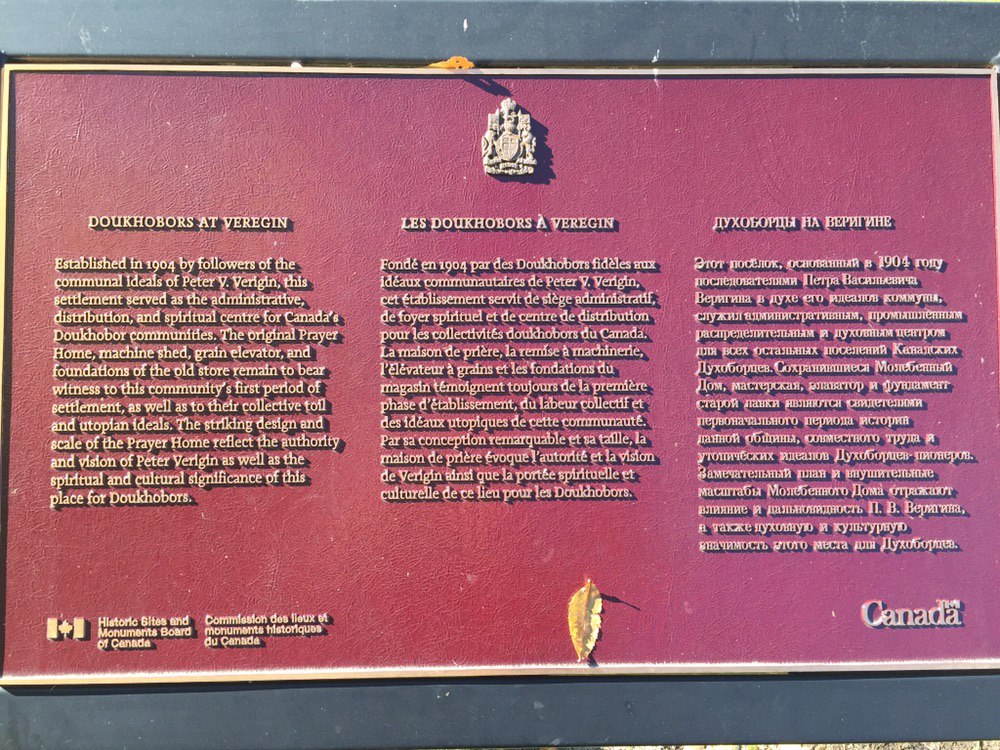 DOUKHOBORS AT VEREGIN
Established in 1904 by followers of the
communal ideals of Peter V. Verigin, this
settlement served as the administrative,
distribution, and spiritual centre for Canada's
Doukhobor communities. The original Prayer
Home, machine shed, grain elevator, and
foundations of the old store remain to bear
witness to this community's first period of
settlement, as well as to their collective toil
and utopian ideals. The striking design and
scale of the Prayer Home reflect the authority
and vision of Peter Verigin as well as the
spiritual and cultural significance of this
place for Doukhobors.
LES DOUKHOBORS À VEREGIN
Fondé en 1904 par des Doukhobors fidèles aux
idéaux communautaires de Peter V. Verigin,
cet établissement servit de siège administratif,
de foyer spirituel et de centre de distribution
pour les collectivités doukhobors du Canada.
La maison de prière, la remise à machinerie,
l'élévateur à grains et les fondations du
magasin témoignent toujours de la première
phase d'établissement, du labeur collectif et
des idéaux utopiques de cette communauté.
Par sa conception remarquable et sa taille, la
maison de prière évoque l'autorité et la vision
de Verigin ainsi que la portée spirituelle et
culturelle de ce lieu pour les Doukhobors.
ДУХОБОРЦЫ НА ВЕРИГИНЕ
Этот посёлок, основанный в 1904 году
последователями Петра Васильевича
Веригина в духе его идеалов коммуны,
служил административным, промышленным
распределительным и духовным центром
для всех остальных поселений Канадских
Духоборцев. Сохранившиеся Молебенный
Дом, мастерская, элеватор и фундамент
старой лавки являются свидетелями
первоначального периода истории
данной общины, совместного труда и
утопических идеалов Духоборцев-пионеров.
Замечательный план и внушительные
масштабы Молебенного Дома отражают
влияние и дальновидность П. В. Веригина,
а также духовную и культурную
значимость этого места для Духоборцев.
Historic Sites and
Monuments Board
of Canada
Commission des lieux et
monuments historiques
du Canada
Canada